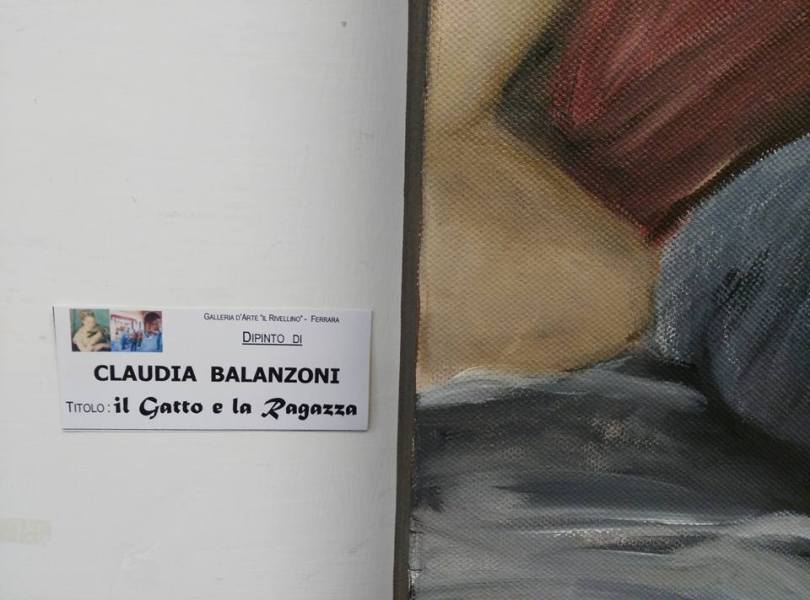 GALLERIA D'ARTE "IL RIVELLINO" - FERRARA
DIPINTO DI
CLAUDIA BALANZONI
TITOLO : il Gatto e la Ragazza